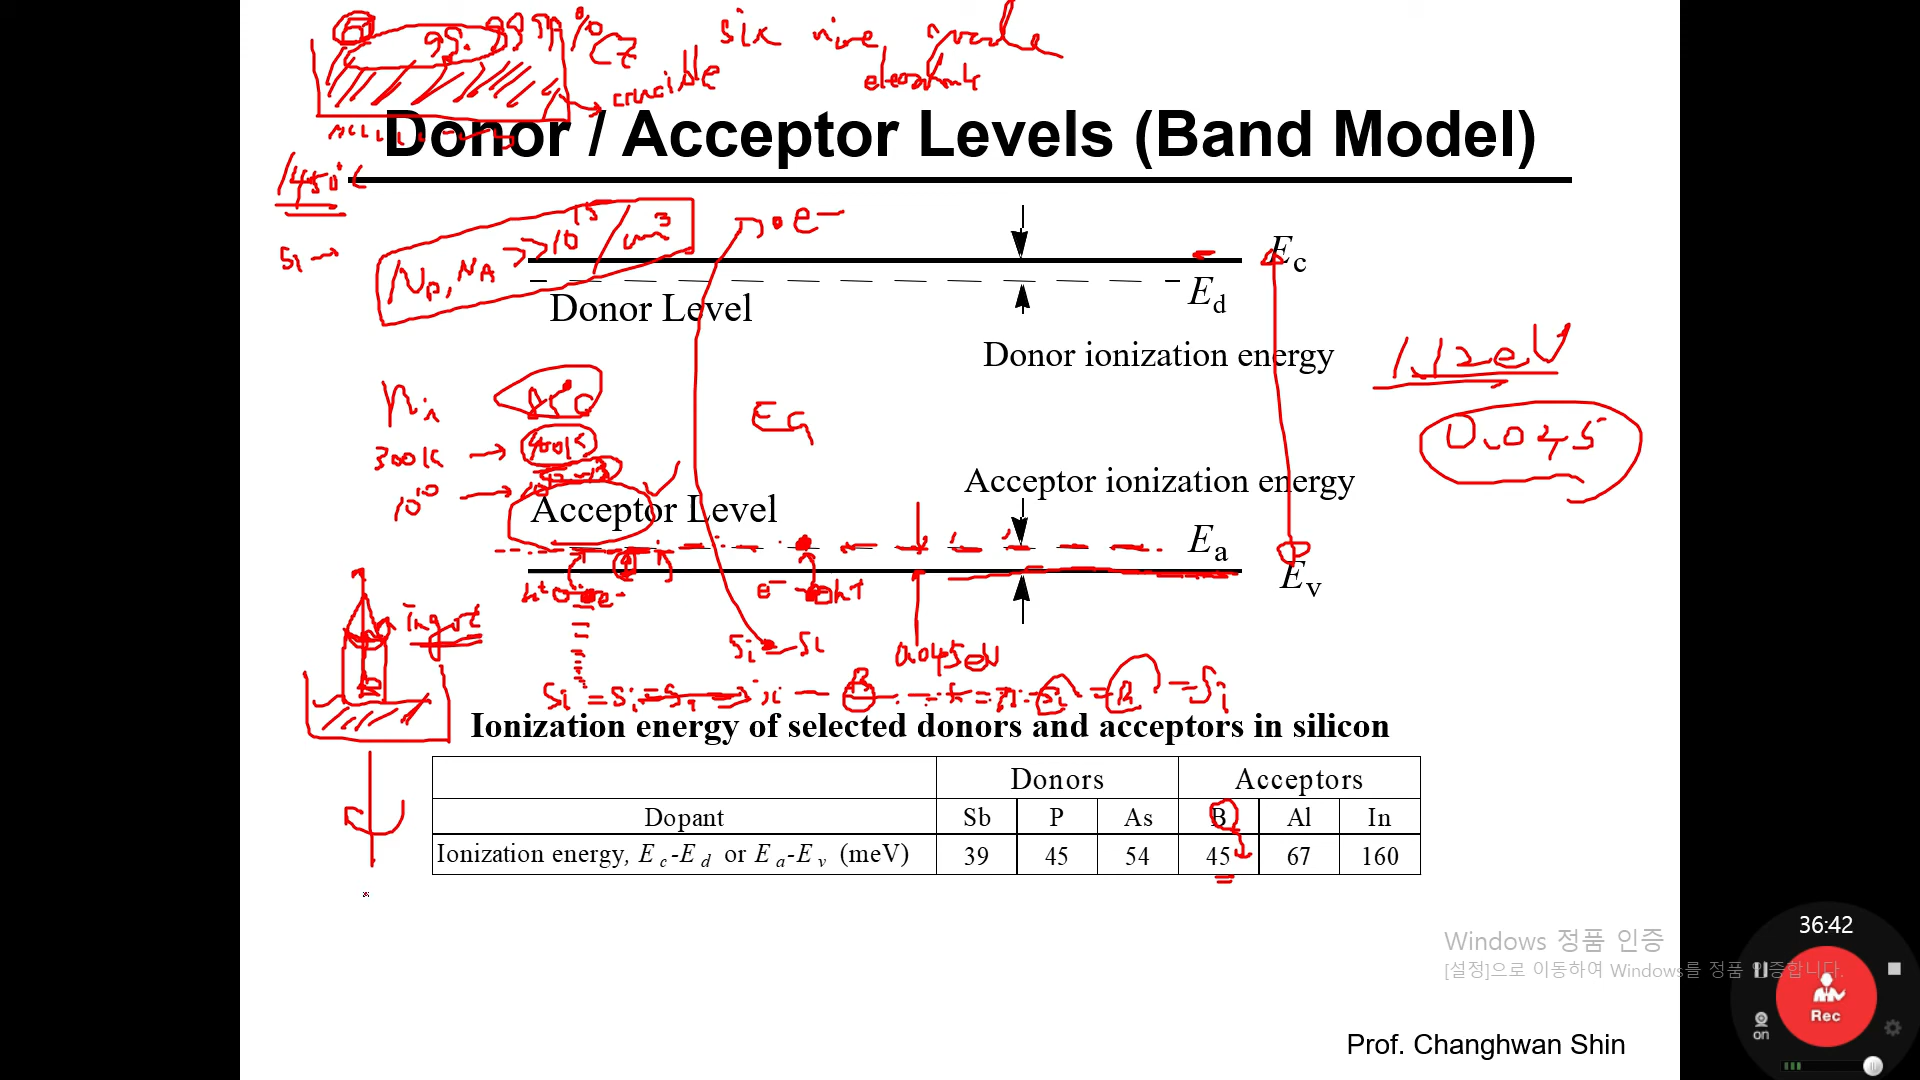 six nine grade
99.9999%
CZ
crucible
Donor / Acceptor Levels (Band Model)
1450°C
Si
N_D, N_A >> 10^15/cm^3
e-
E_c
E_d
Donor Level
Donor ionization energy
1.12eV
n_i
E_G
0.045
300K → 400K
10^10
Acceptor ionization energy
Acceptor Level
E_a
E_v
h+ e-
e- h+
ingot
Si Si
0.045eV
Si = Si = Si
B
Si = B = Si
Ionization energy of selected donors and acceptors in silicon
Donors Acceptors
Dopant Sb P As B Al In
Ionization energy, E_c-E_d or E_a-E_v (meV) 39 45 54 45 67 160
36:42
Windows 정품 인증
[설정]으로 이동하여 Windows를 정품 인증합니다.
Rec
on
Prof. Changhwan Shin